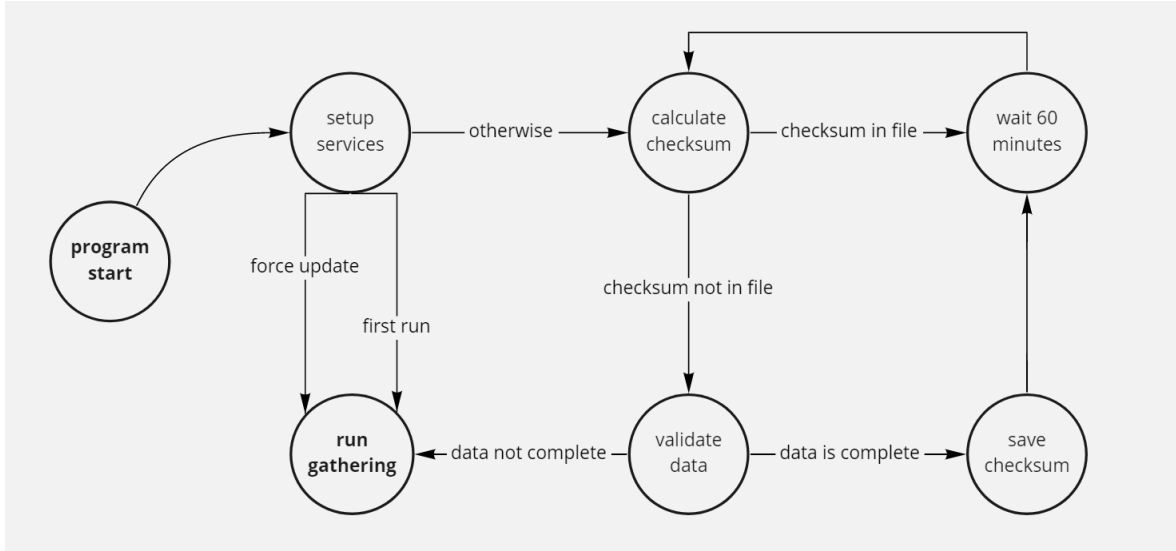 setup
services
otherwise
calculate
checksum
checksum in file
wait 60
minutes
program
start
force update
first run
checksum not in file
run
gathering
data not complete
validate
data
data is complete
save
checksum